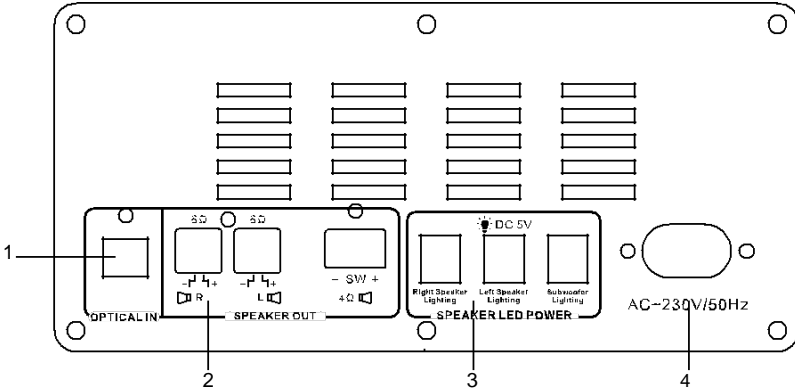 6Ω 6Ω
DC 5V
1
- + - +
- SW +
R L 4Ω
Right Speaker Lighting
Left Speaker Lighting
Subwoofer Lighting
AC~230V/50Hz
OPTICAL IN
SPEAKER OUT
SPEAKER LED POWER
2
3
4